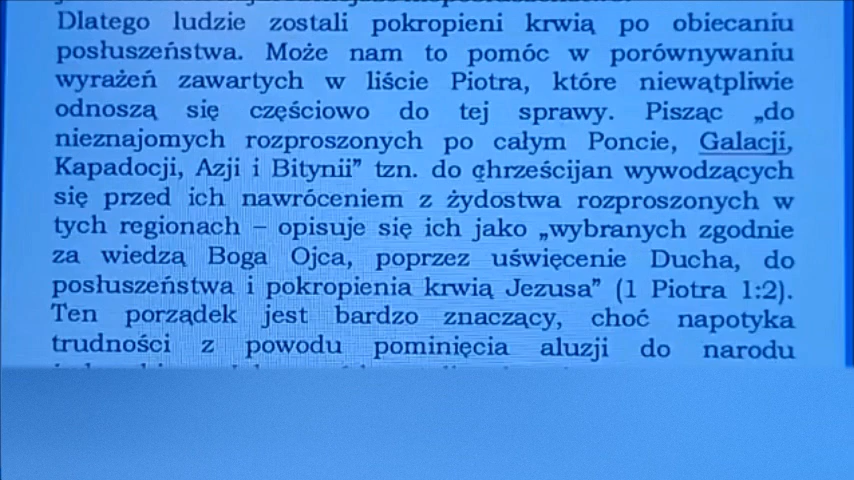 Dlatego ludzie zostali pokropieni krwią po obiecaniu
posłuszeństwa. Może nam to pomóc w porównywaniu
wyrażeń zawartych w liście Piotra, które niewątpliwie
odnoszą się częściowo do tej sprawy. Pisząc „do
nieznajomych rozproszonych po całym Poncie, Galacji,
Kapadocji, Azji i Bitynii” tzn. do chrześcijan wywodzących
się przed ich nawróceniem z żydostwa rozproszonych w
tych regionach – opisuje się ich jako „wybranych zgodnie
za wiedzą Boga Ojca, poprzez uświęcenie Ducha, do
posłuszeństwa i pokropienia krwią Jezusa” (1 Piotra 1:2).
Ten porządek jest bardzo znaczący, choć napotyka
trudności z powodu pominięcia aluzji do narodu